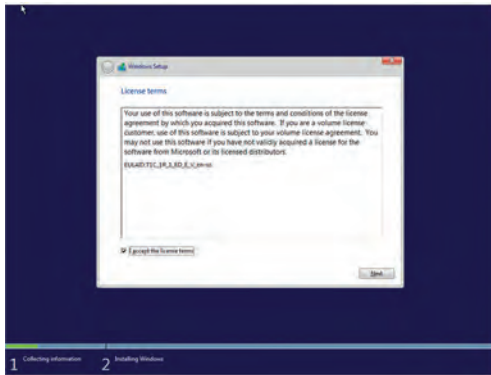 Windows Setup
License terms
Your use of this software is subject to the terms and conditions of the license
agreement by which you acquired this software. If you are a volume license
customer, use of this software is subject to your volume license agreement. You
may not use this software if you have not validly acquired a license for the
software from Microsoft or its licensed distributors.
I accept the license terms
Next
1 Collecting information
2 Installing Windows